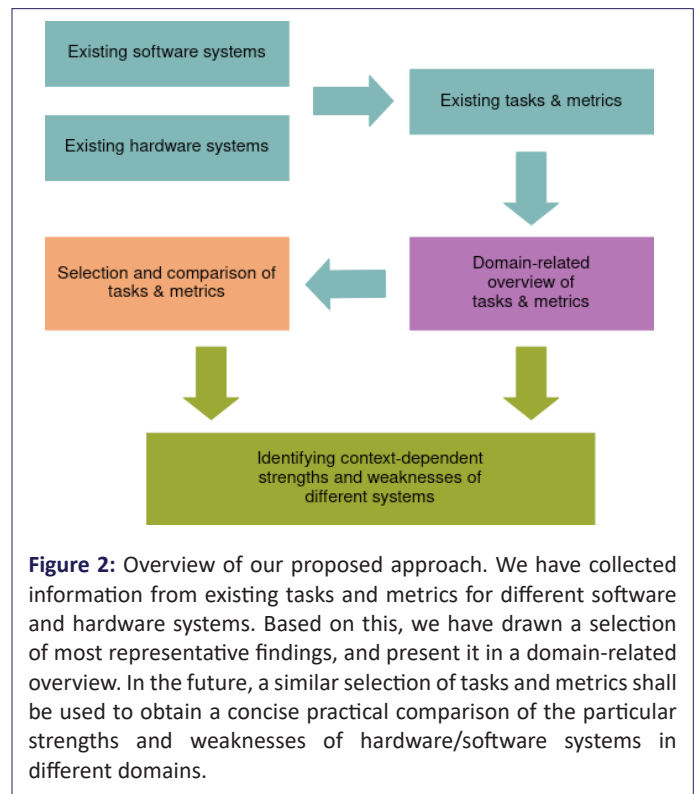 Existing software systems
Existing hardware systems
Existing tasks & metrics
Selection and comparison of
tasks & metrics
Domain-related
overview of
tasks & metrics
Identifying context-dependent
strengths and weaknesses of
different systems
Figure 2: Overview of our proposed approach. We have collected
information from existing tasks and metrics for different software
and hardware systems. Based on this, we have drawn a selection
of most representative findings, and present it in a domain-related
overview. In the future, a similar selection of tasks and metrics shall
be used to obtain a concise practical comparison of the particular
strengths and weaknesses of hardware/software systems in
different domains.